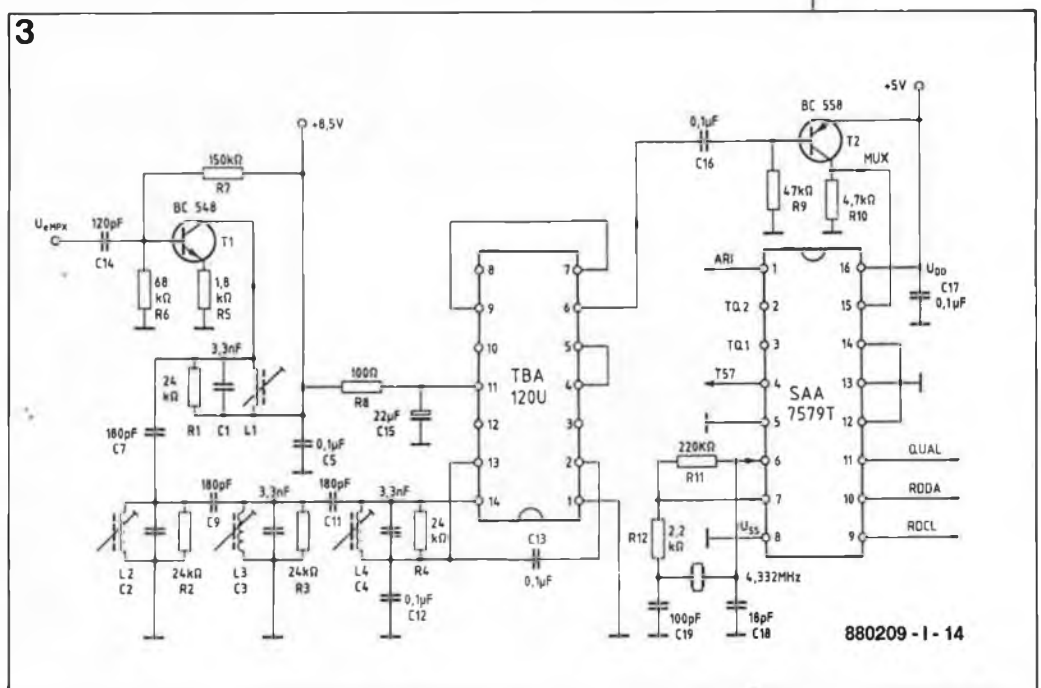 3
+8,5V
150kΩ
R7
BC 548
UeMPX
120pF
C14
T1
68
kΩ
R6
1,8
kΩ
R5
3,3nF
24
kΩ
R1
C1
L1
180pF
C7
100Ω
R8
22µF
C15
0,1µF
C5
180pF
C9
3,3nF
180pF
C11
3,3nF
24
kΩ
R4
L2
C2
24kΩ
R2
L3
C3
24kΩ
R3
L4
C4
0,1µF
C12
C13
0,1µF
TBA
120U
8
9
10
11
12
13
14
7
6
5
4
3
2
1
0,1µF
C16
BC 558
T2
+5V
MUX
47kΩ
R9
4,7kΩ
R10
UDD
C17
0,1µF
ARI
TQ2
TQ1
T57
SAA
7579T
1
2
3
4
5
6
7
8
16
15
14
13
12
11
10
9
QUAL
RDDA
RDCL
220KΩ
R11
USS
R12
2,2
kΩ
4,332MHz
100pF
C19
18pF
C18
880209 - I - 14